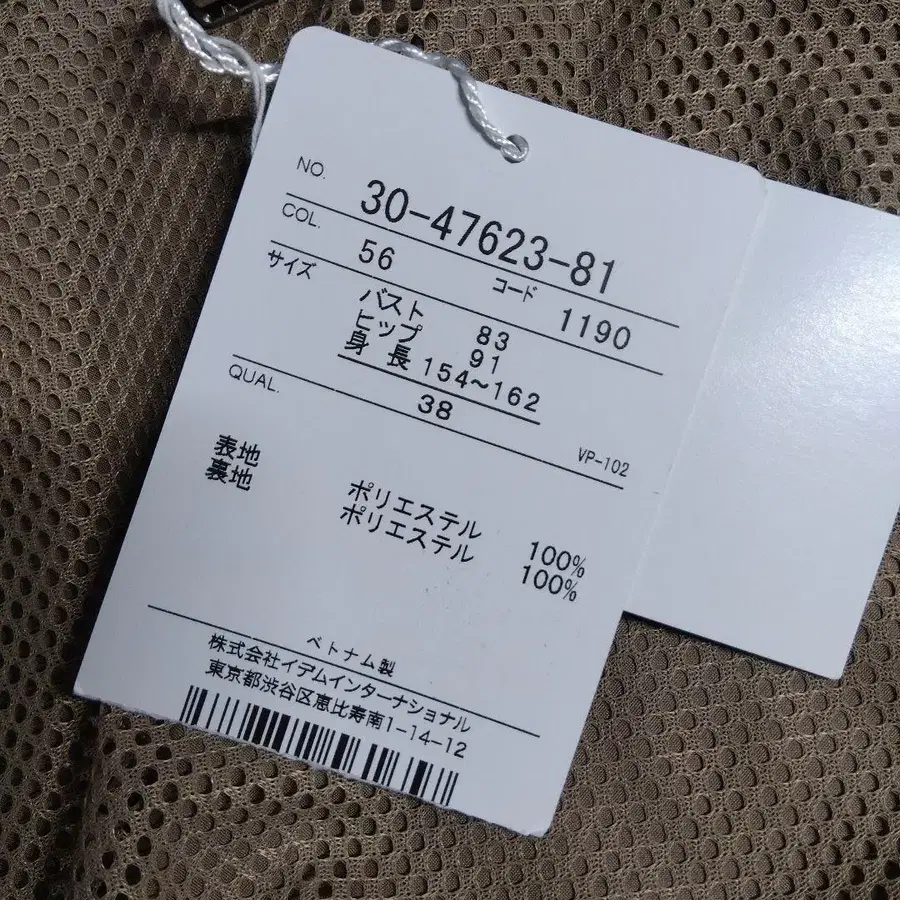 NO. 30-47623-81
COL. 56 コード 1190
サイズ
バスト 83
ヒップ 91
身 長 154~162
38
QUAL. VP-102
表地 ポリエステル 100%
裏地 ポリエステル 100%
ベトナム製
株式会社イアムインターナショナル
東京都渋谷区恵比寿南1-14-12